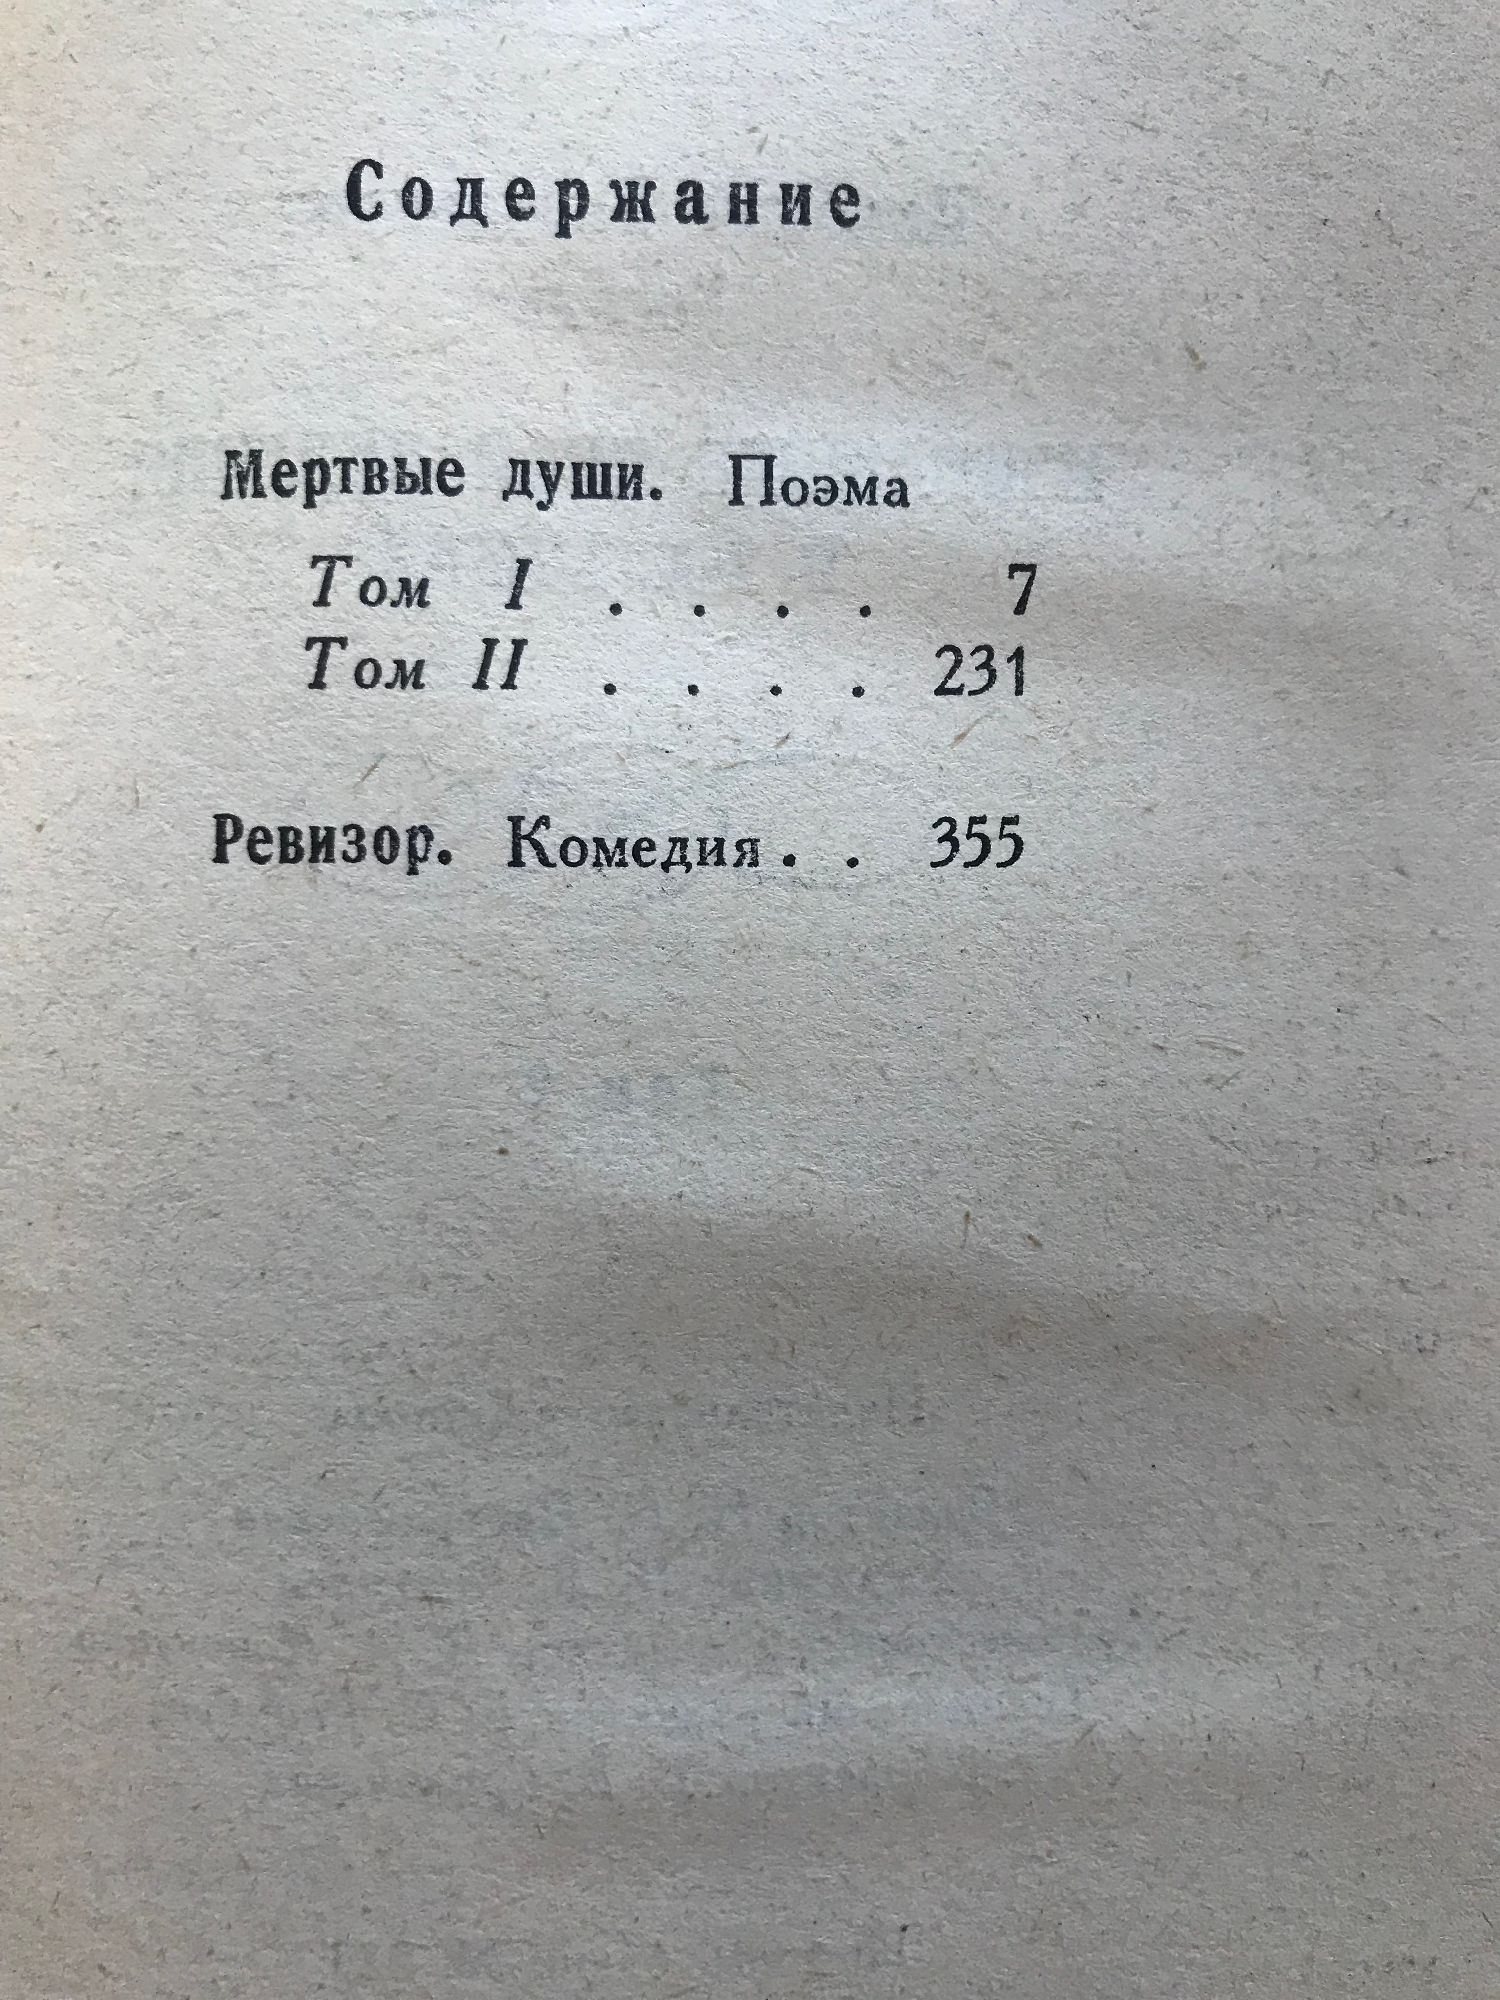 Содержание
Мертвые души. Поэма
Том I . . . . 7
Том II . . . . 231
Ревизор. Комедия . . 355